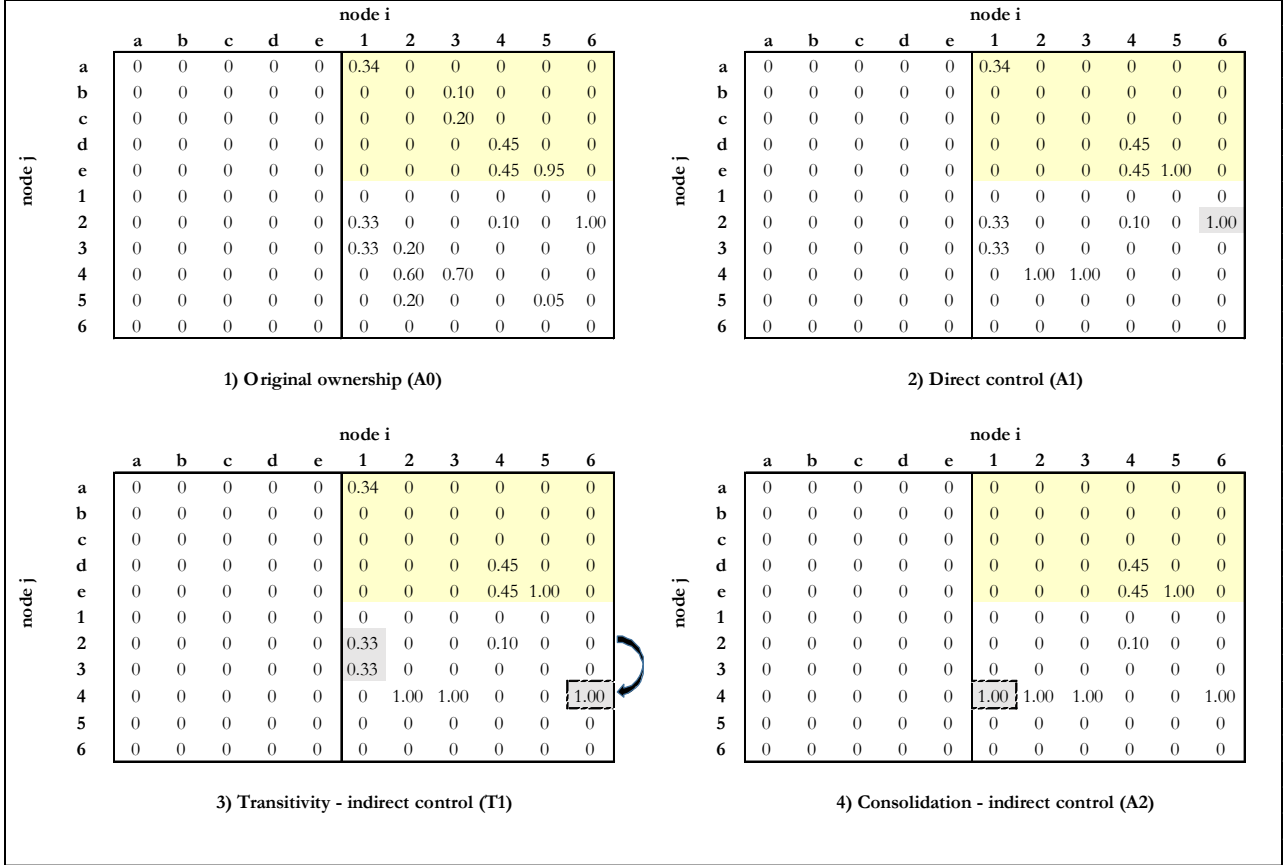 node i
a b c d e 1 2 3 4 5 6
a 0 0 0 0 0 0.34 0 0 0 0 0
b 0 0 0 0 0 0 0 0.10 0 0 0
c 0 0 0 0 0 0 0 0.20 0 0 0
d 0 0 0 0 0 0 0 0 0.45 0 0
e 0 0 0 0 0 0 0 0 0.45 0.95 0
1 0 0 0 0 0 0 0 0 0 0 0
2 0 0 0 0 0 0.33 0 0 0.10 0 1.00
3 0 0 0 0 0 0.33 0.20 0 0 0 0
4 0 0 0 0 0 0 0.60 0.70 0 0 0
5 0 0 0 0 0 0 0.20 0 0 0.05 0
6 0 0 0 0 0 0 0 0 0 0 0
node j
1) Original ownership (A0)
node i
a b c d e 1 2 3 4 5 6
a 0 0 0 0 0 0.34 0 0 0 0 0
b 0 0 0 0 0 0 0 0 0 0 0
c 0 0 0 0 0 0 0 0 0 0 0
d 0 0 0 0 0 0 0 0 0.45 0 0
e 0 0 0 0 0 0 0 0 0.45 1.00 0
1 0 0 0 0 0 0 0 0 0 0 0
2 0 0 0 0 0 0.33 0 0 0.10 0 1.00
3 0 0 0 0 0 0.33 0 0 0 0 0
4 0 0 0 0 0 0 1.00 1.00 0 0 0
5 0 0 0 0 0 0 0 0 0 0 0
6 0 0 0 0 0 0 0 0 0 0 0
node j
2) Direct control (A1)
node i
a b c d e 1 2 3 4 5 6
a 0 0 0 0 0 0.34 0 0 0 0 0
b 0 0 0 0 0 0 0 0 0 0 0
c 0 0 0 0 0 0 0 0 0 0 0
d 0 0 0 0 0 0 0 0 0.45 0 0
e 0 0 0 0 0 0 0 0 0.45 1.00 0
1 0 0 0 0 0 0 0 0 0 0 0
2 0 0 0 0 0 0.33 0 0 0.10 0 0
3 0 0 0 0 0 0.33 0 0 0 0 0
4 0 0 0 0 0 0 1.00 1.00 0 0 1.00
5 0 0 0 0 0 0 0 0 0 0 0
6 0 0 0 0 0 0 0 0 0 0 0
node j
3) Transitivity - indirect control (T1)
node i
a b c d e 1 2 3 4 5 6
a 0 0 0 0 0 0 0 0 0 0 0
b 0 0 0 0 0 0 0 0 0 0 0
c 0 0 0 0 0 0 0 0 0 0 0
d 0 0 0 0 0 0 0 0 0.45 0 0
e 0 0 0 0 0 0 0 0 0.45 1.00 0
1 0 0 0 0 0 0 0 0 0 0 0
2 0 0 0 0 0 0 0 0 0.10 0 0
3 0 0 0 0 0 0 0 0 0 0 0
4 0 0 0 0 0 1.00 1.00 1.00 0 0 1.00
5 0 0 0 0 0 0 0 0 0 0 0
6 0 0 0 0 0 0 0 0 0 0 0
node j
4) Consolidation - indirect control (A2)